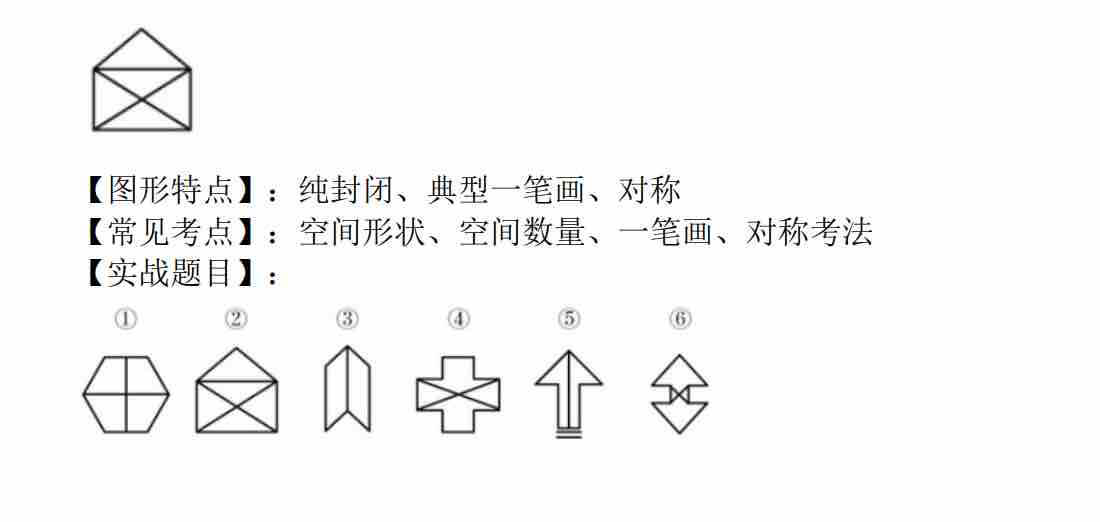 【图形特点】：纯封闭、典型一笔画、对称
【常见考点】：空间形状、空间数量、一笔画、对称考法
【实战题目】：
① ② ③ ④ ⑤ ⑥